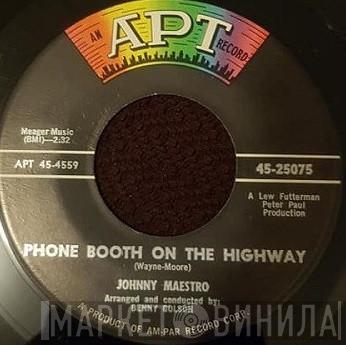 AN
APT
RECORD
Meager Music
(BMI)—2:32
APT 45-4559
45-25075
A Lew Futterman
Peter Paul
Production
PHONE BOOTH ON THE HIGHWAY
(Wayne-Moore)
JOHNNY MAESTRO
Arranged and conducted by:
BENNY GOLSON
МАРКЕТ ВИНИЛА
PRODUCT OF AM-PAR RECORD CORP.